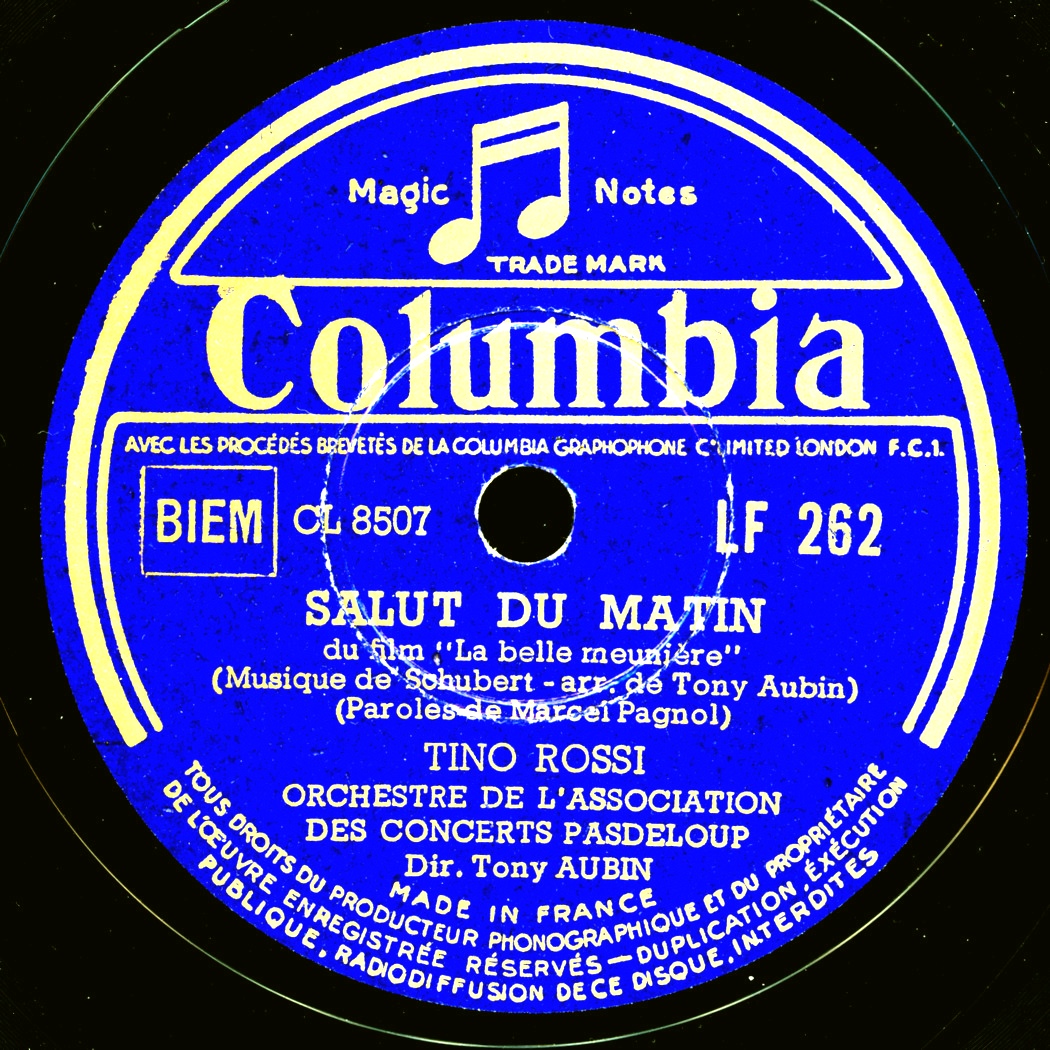 Magic Notes
TRADE MARK
Columbia
AVEC LES PROCÉDÉS BREVETÉS DE LA COLUMBIA GRAPHOPHONE Cº LIMITED LONDON F.C.1.
BIEM CL 8507 LF 262
SALUT DU MATIN
du film "La belle meunière"
(Musique de Schubert - arr. de Tony Aubin)
(Paroles de Marcel Pagnol)
TINO ROSSI
ORCHESTRE DE L'ASSOCIATION
DES CONCERTS PASDELOUP
Dir. Tony AUBIN
MADE IN FRANCE
TOUS DROITS DU PRODUCTEUR PHONOGRAPHIQUE ET DU PROPRIÉTAIRE
DE L'ŒUVRE ENREGISTRÉE RÉSERVÉS — DUPLICATION, ÉXÉCUTION
PUBLIQUE, RADIODIFFUSION DE CE DISQUE, INTERDITES